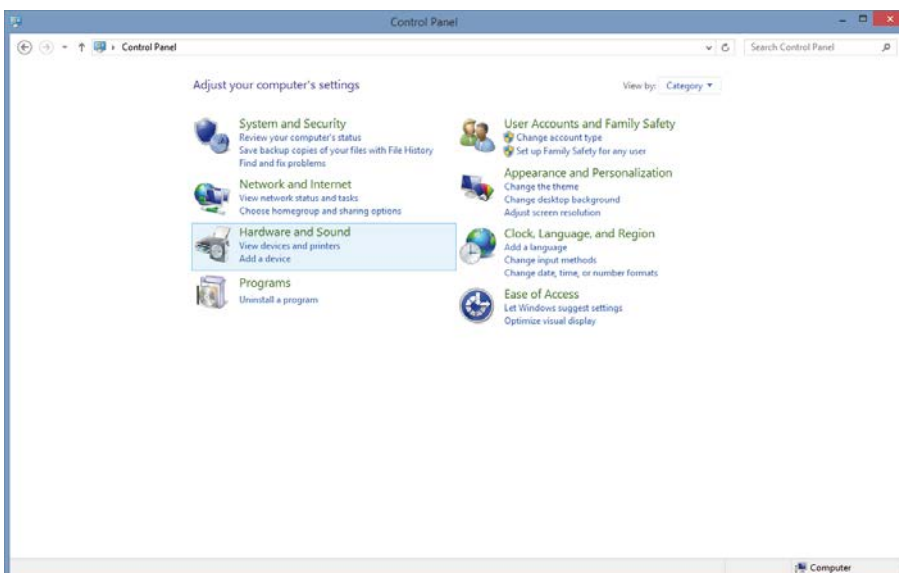 Control Panel
Control Panel
Search Control Panel
Adjust your computer's settings
View by: Category
System and Security
Review your computer's status
Save backup copies of your files with File History
Find and fix problems
Network and Internet
View network status and tasks
Choose homegroup and sharing options
Hardware and Sound
View devices and printers
Add a device
Programs
Uninstall a program
User Accounts and Family Safety
Change account type
Set up Family Safety for any user
Appearance and Personalization
Change the theme
Change desktop background
Adjust screen resolution
Clock, Language, and Region
Add a language
Change input methods
Change date, time, or number formats
Ease of Access
Let Windows suggest settings
Optimize visual display
Computer